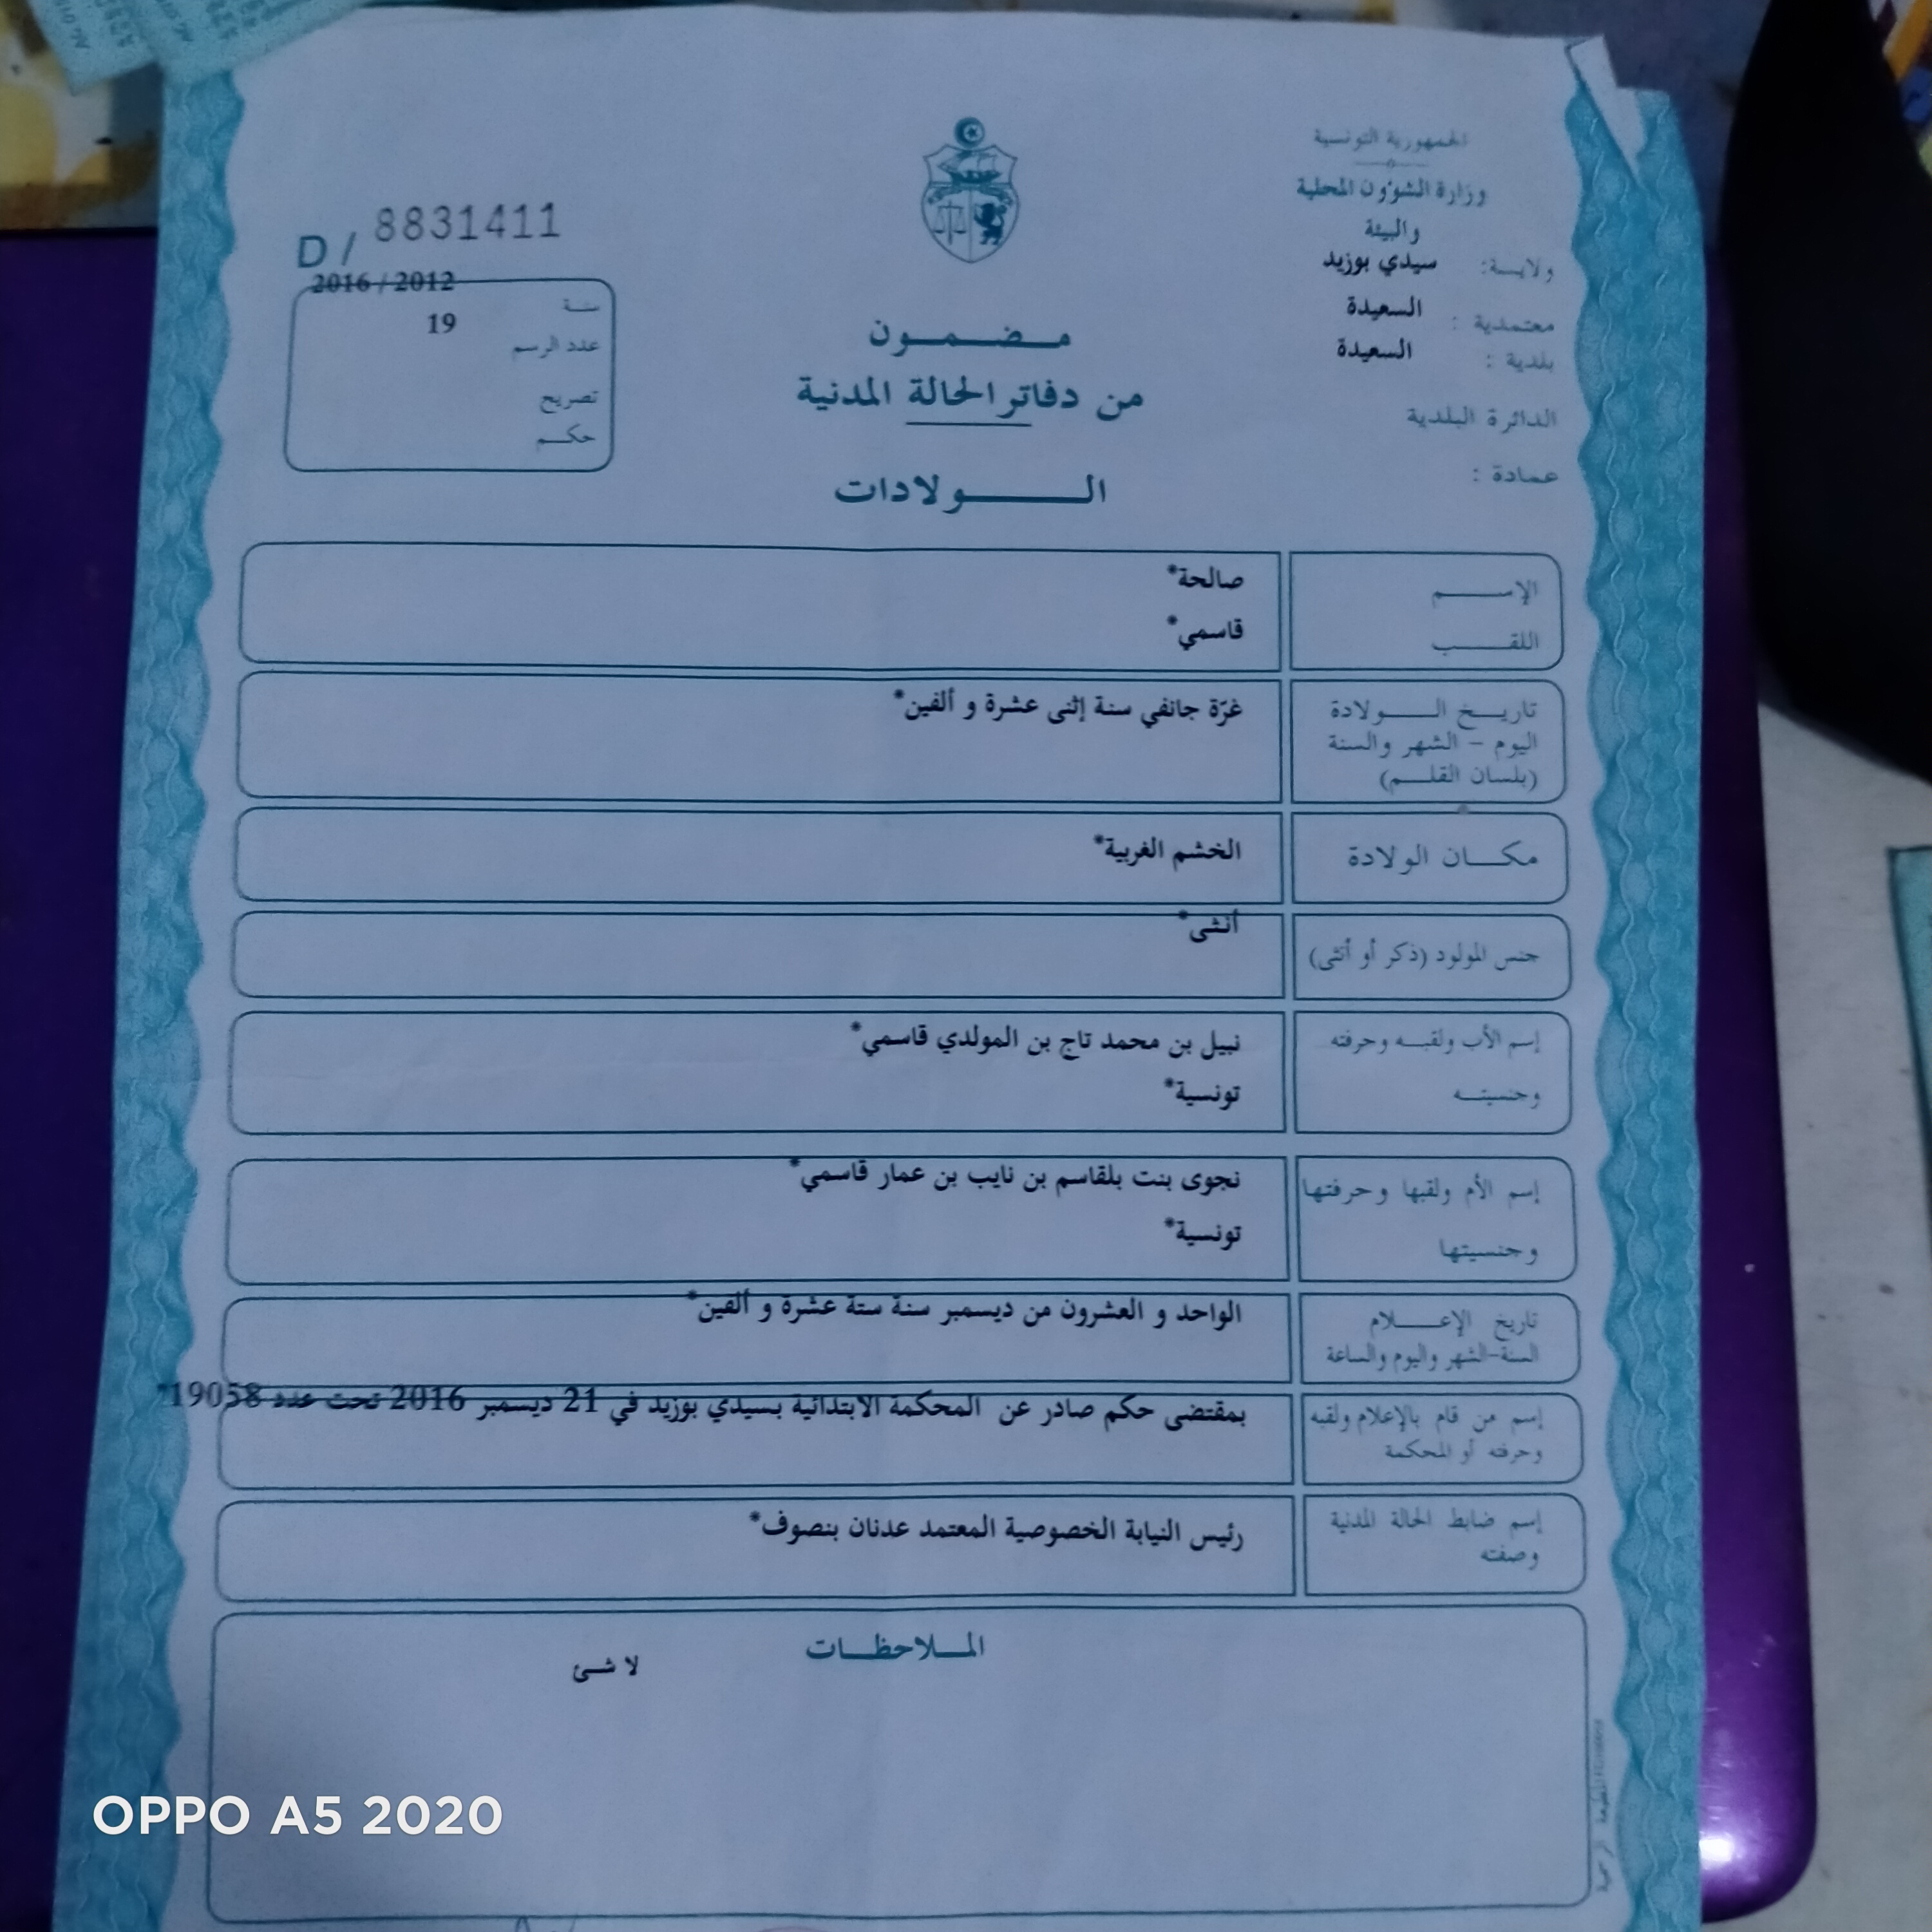 الجمهورية التونسية
وزارة الشؤون المحلية
والبيئة
ولايـــة: سيدي بوزيد
معتمدية : السعيدة
بلدية : السعيدة
الدائرة البلدية
عمادة :
مـضـمـون
من دفاتر الحالة المدنية
الـولادات
D / 8831411
2016 / 2012
سنة
19
عدد الرسم
تصريح
حكم
الإسم صالحة*
اللقب قاسمي*
تاريخ الولادة غرّة جانفي سنة إثنى عشرة و ألفين*
اليوم - الشهر والسنة
(بلسان القلم)
مكان الولادة الخشم الغربية*
جنس المولود (ذكر أو أنثى) أنثى*
إسم الأب ولقبه وحرفته نبيل بن محمد تاج بن المولدي قاسمي*
وجنسيته تونسية*
إسم الأم ولقبها وحرفتها نجوى بنت بلقاسم بن نايب بن عمار قاسمي*
وجنسيتها تونسية*
تاريخ الإعلام الواحد و العشرون من ديسمبر سنة ستة عشرة و ألفين*
السنة-الشهر واليوم والساعة
إسم من قام بالإعلام ولقبه بمقتضى حكم صادر عن المحكمة الابتدائية بسيدي بوزيد في 21 ديسمبر 2016 تحت عدد 19058*
وحرفته أو المحكمة
إسم ضابط الحالة المدنية رئيس النيابة الخصوصية المعتمد عدنان بنصوف*
وصفته
الملاحظات
لا شئ
OPPO A5 2020